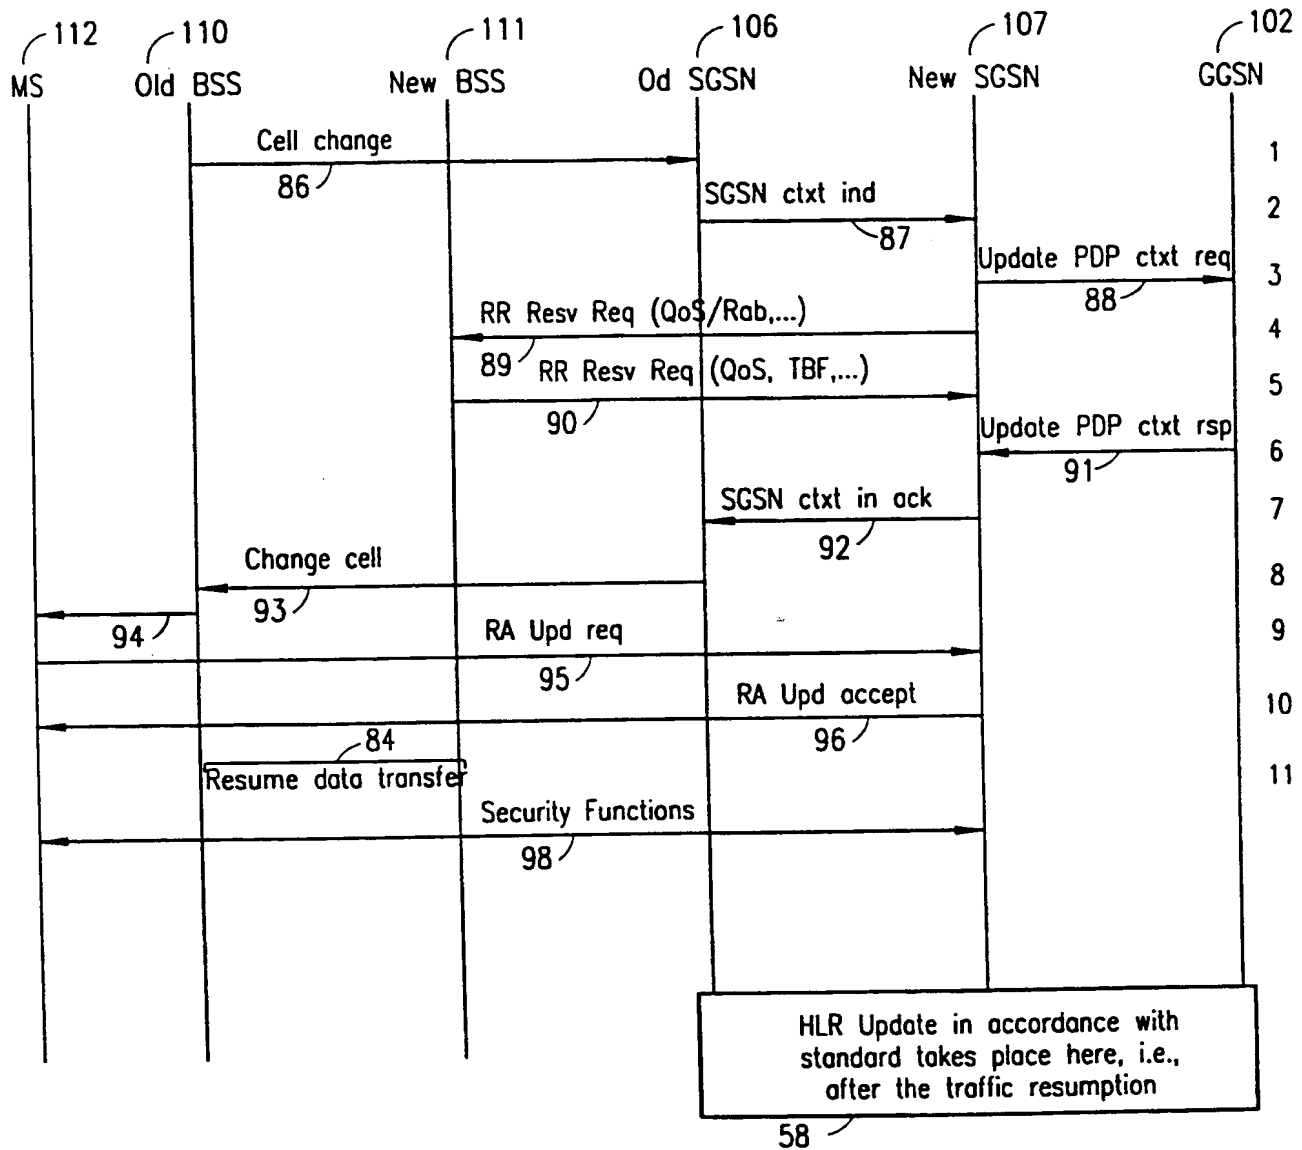 112 110 111 106 107 102
MS Old BSS New BSS Od SGSN New SGSN GGSN
Cell change 1
86
SGSN ctxt ind 2
87
Update PDP ctxt req 3
88
RR Resv Req (QoS/Rab,...) 4
89
RR Resv Req (QoS, TBF,...) 5
90
Update PDP ctxt rsp 6
91
SGSN ctxt in ack 7
92
Change cell 8
93
94
RA Upd req 9
95
RA Upd accept 10
96
84
Resume data transfer 11
Security Functions
98
HLR Update in accordance with
standard takes place here, i.e.,
after the traffic resumption
58